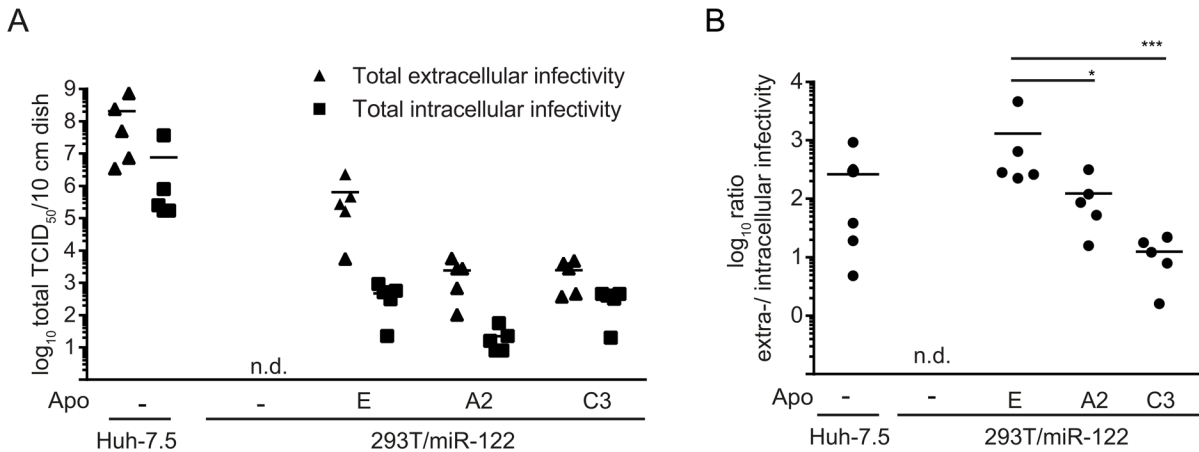 A
log10 total TCID50/10 cm dish
9
8
7
6
5
4
3
2
1
Total extracellular infectivity
Total intracellular infectivity
n.d.
Apo - - E A2 C3
Huh-7.5 293T/miR-122
B
log10 ratio
extra-/ intracellular infectivity
4
3
2
1
0
***
*
n.d.
Apo - - E A2 C3
Huh-7.5 293T/miR-122